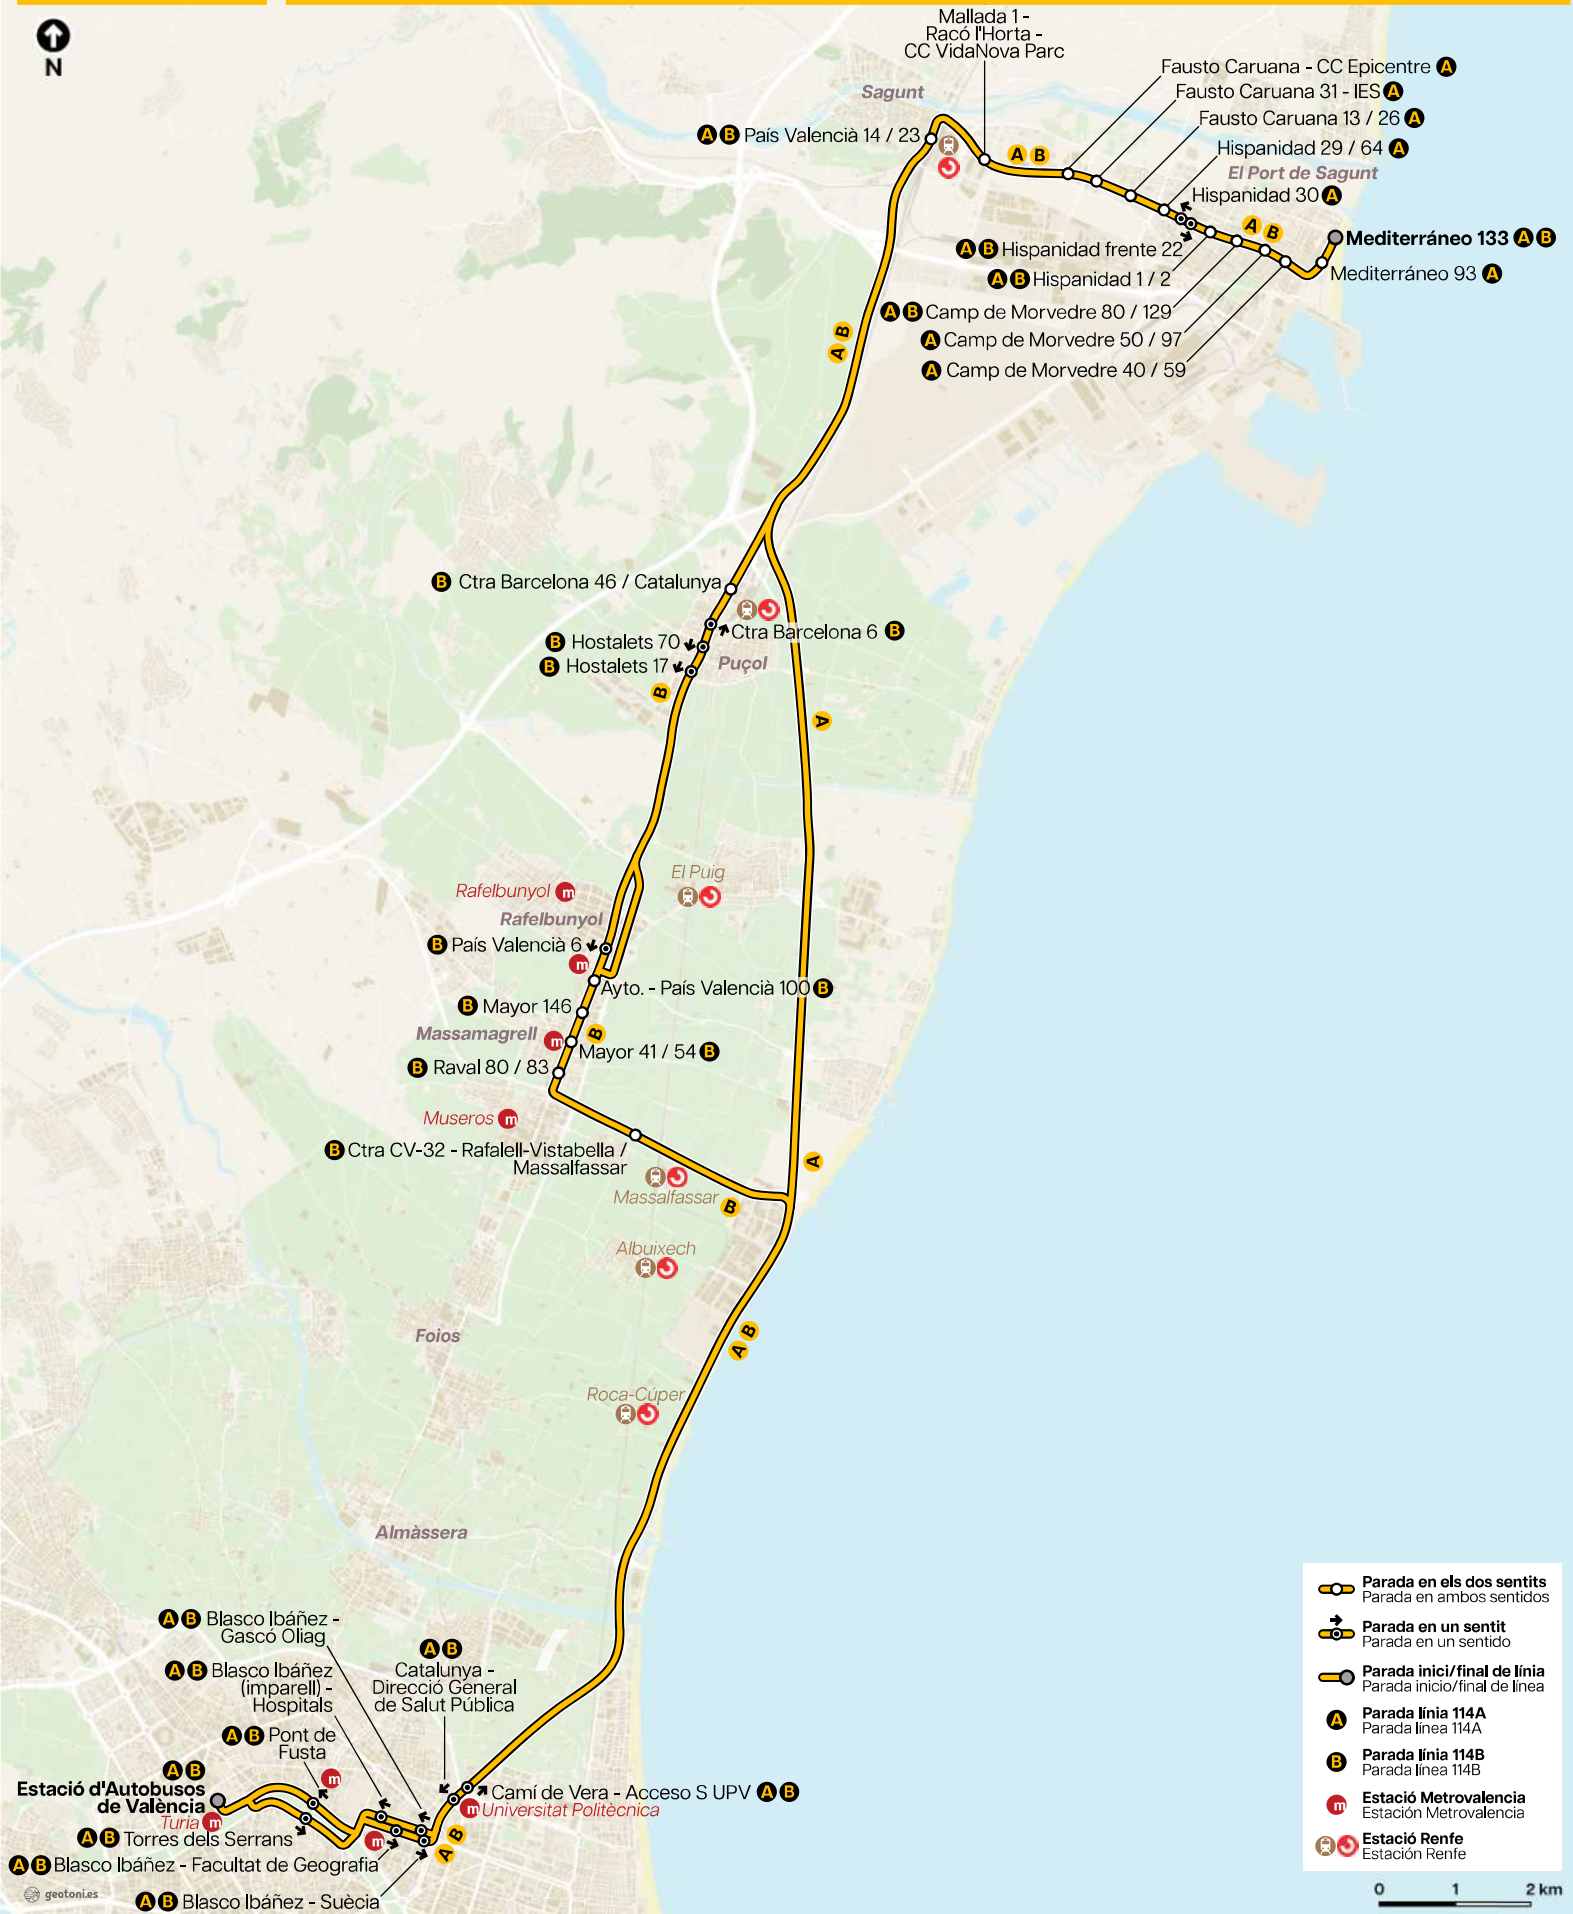 N
Mallada 1 -
Racó l'Horta -
CC VidaNova Parc
Sagunt
A B País Valencià 14 / 23
A B
Fausto Caruana - CC Epicentre A
Fausto Caruana 31 - IES A
Fausto Caruana 13 / 26 A
Hispanidad 29 / 64 A
El Port de Sagunt
Hispanidad 30 A
A B
Mediterráneo 133 A B
A B Hispanidad frente 22
Mediterráneo 93 A
A B Hispanidad 1 / 2
A B Camp de Morvedre 80 / 129
A Camp de Morvedre 50 / 97
A Camp de Morvedre 40 / 59
A B
B Ctra Barcelona 46 / Catalunya
Ctra Barcelona 6 B
B Hostalets 70
B Hostalets 17
Puçol
B
A
El Puig
Rafelbunyol m
Rafelbunyol
B País Valencià 6
m
Ayto. - País Valencià 100 B
B Mayor 146
Massamagrell m
B
Mayor 41 / 54 B
B Raval 80 / 83
Museros m
B Ctra CV-32 - Rafalell-Vistabella /
Massalfassar
A
Massalfassar
B
Albuixech
Foios
A B
Roca-Cúper
Almàssera
A B Blasco Ibáñez -
Gascó Oliag
A B
Catalunya -
Direcció General
de Salut Pública
A B Blasco Ibáñez
(imparell) -
Hospitals
A B Pont de
Fusta
m
A B
Estació d'Autobusos
de València
Turia m
Camí de Vera - Acceso S UPV A B
m Universitat Politècnica
A B Torres dels Serrans
m
A B
A B Blasco Ibáñez - Facultat de Geografia
A B Blasco Ibáñez - Suècia
geotoni.es
Parada en els dos sentits
Parada en ambos sentidos
Parada en un sentit
Parada en un sentido
Parada inici/final de línia
Parada inicio/final de línea
A Parada línia 114A
Parada línea 114A
B Parada línia 114B
Parada línea 114B
m Estació Metrovalencia
Estación Metrovalencia
Estació Renfe
Estación Renfe
0 1 2 km